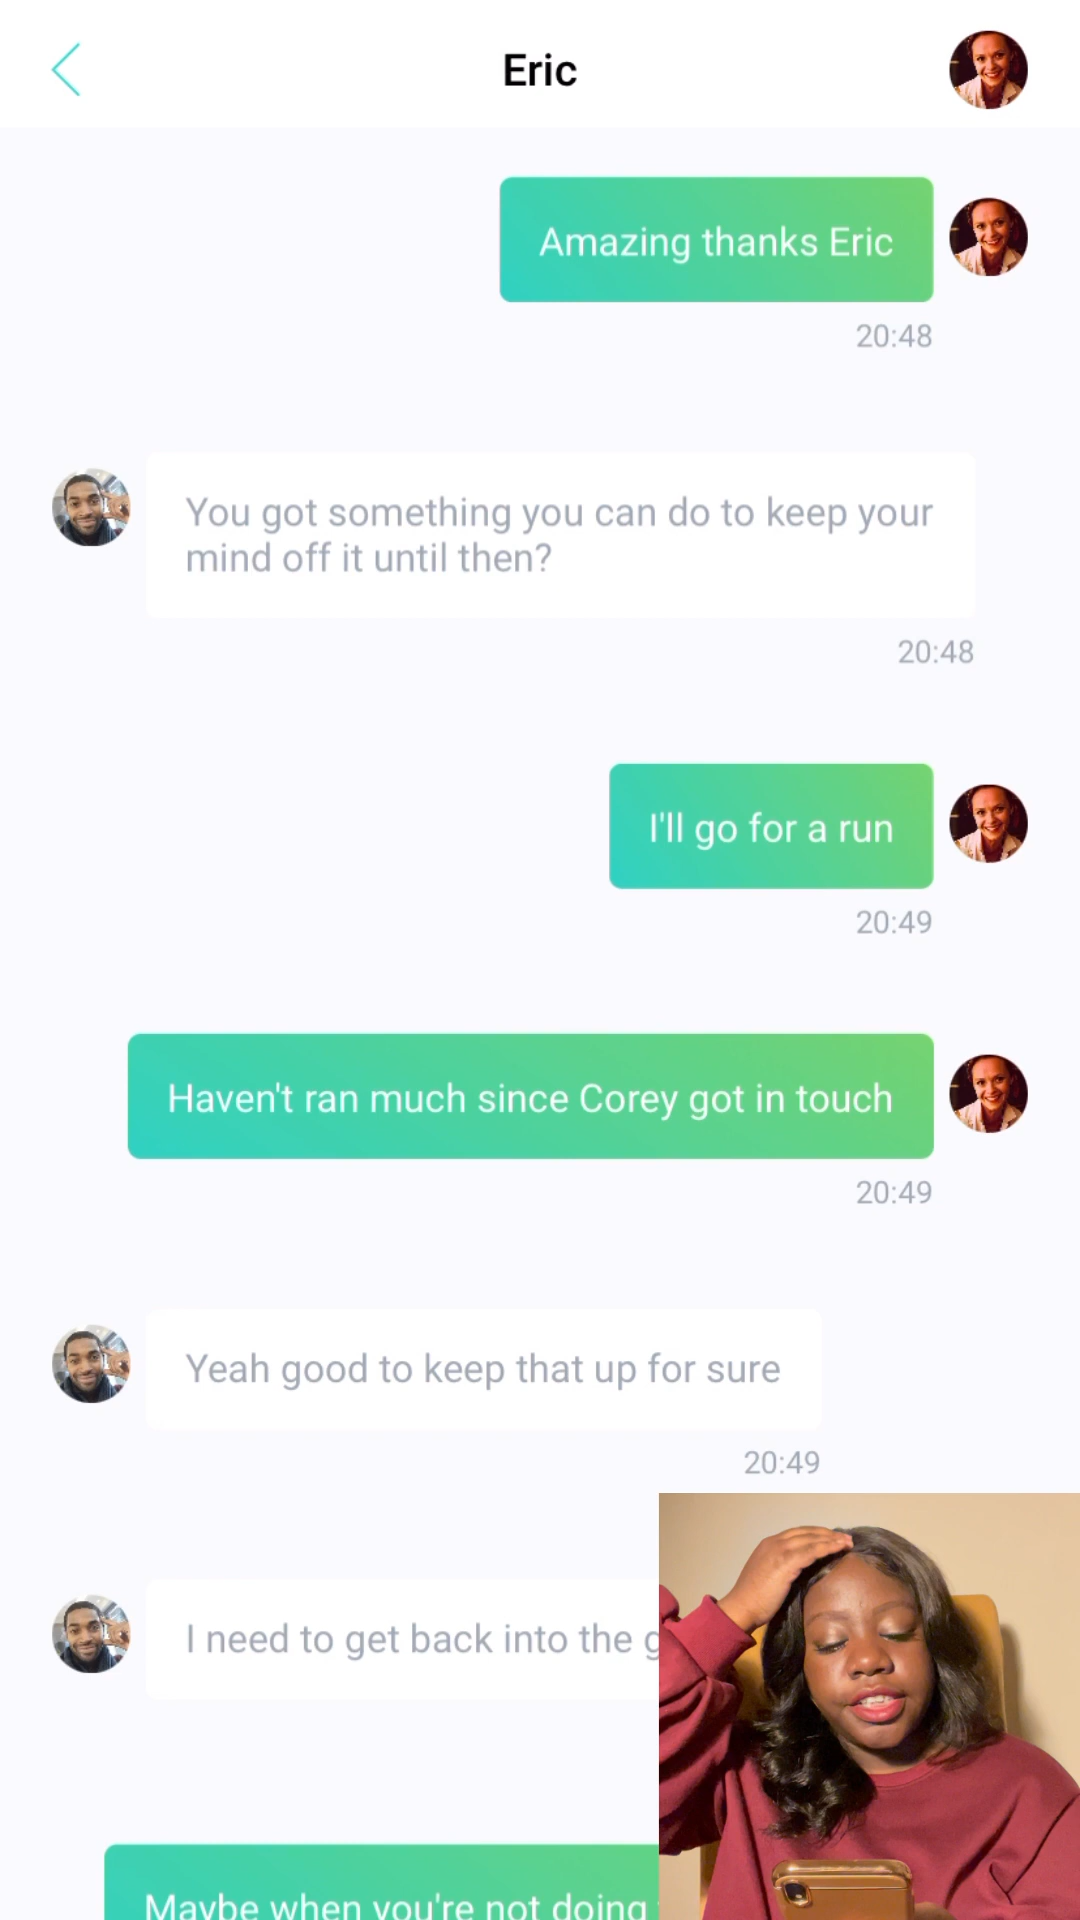 Eric
Amazing thanks Eric
20:48
You got something you can do to keep your
mind off it until then?
20:48
I'll go for a run
20:49
Haven't ran much since Corey got in touch
20:49
Yeah good to keep that up for sure
20:49
I need to get back into the
Maybe when you're not doing